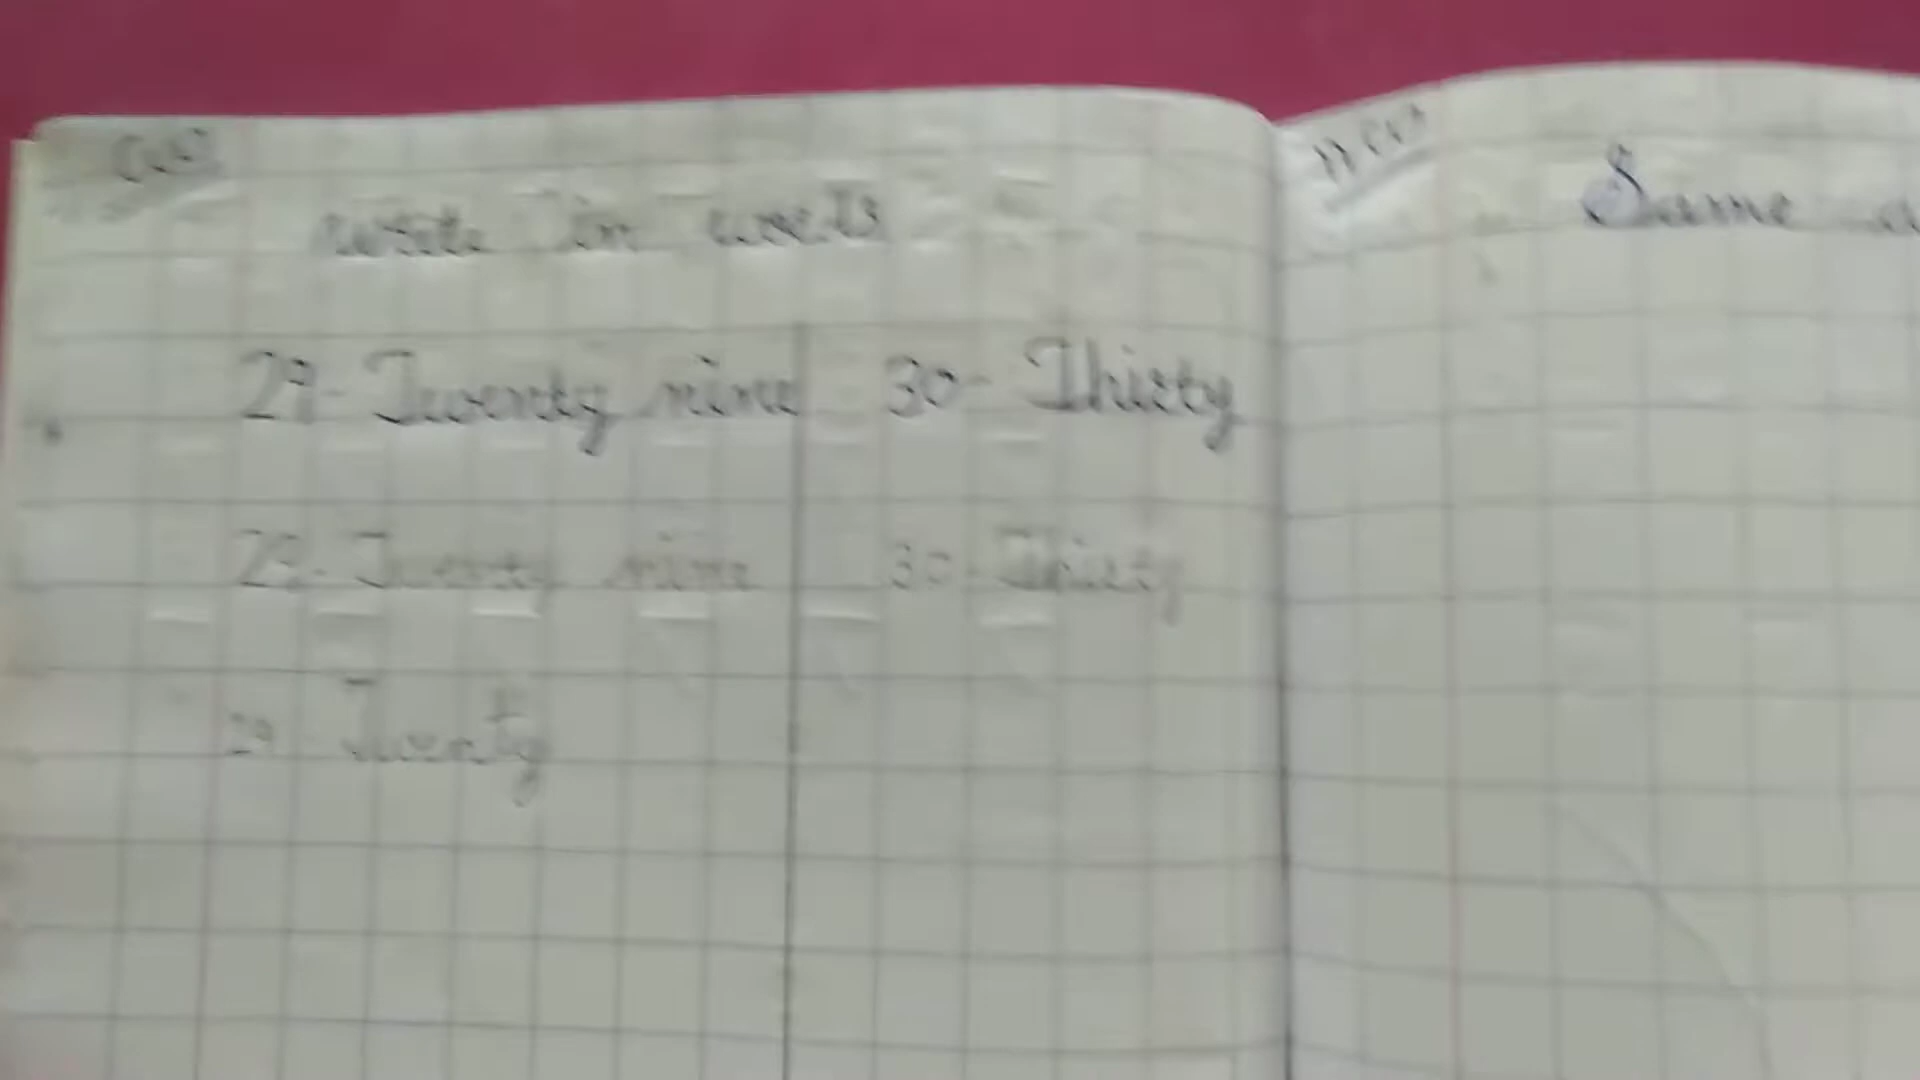 C.W
write in words
29- Twenty nine 30- Thirty
29- Twenty nine 30- Thirty
29 - Twenty
H.W
Same